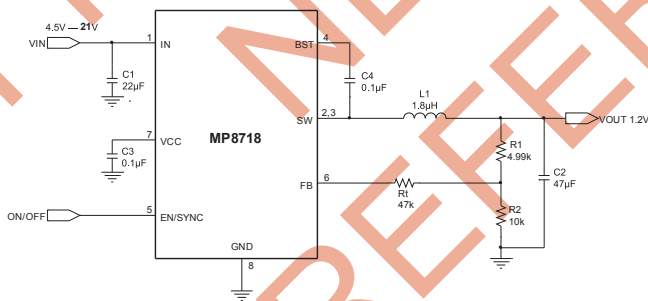 4.5V — 21V
VIN
1
IN
C1
22µF
BST
4
C4
0.1µF
L1
1.8µH
SW
2,3
VOUT 1.2V
7
VCC
C3
0.1µF
MP8718
R1
4.99k
C2
47µF
FB
6
Rt
47k
R2
10k
ON/OFF
5
EN/SYNC
GND
8